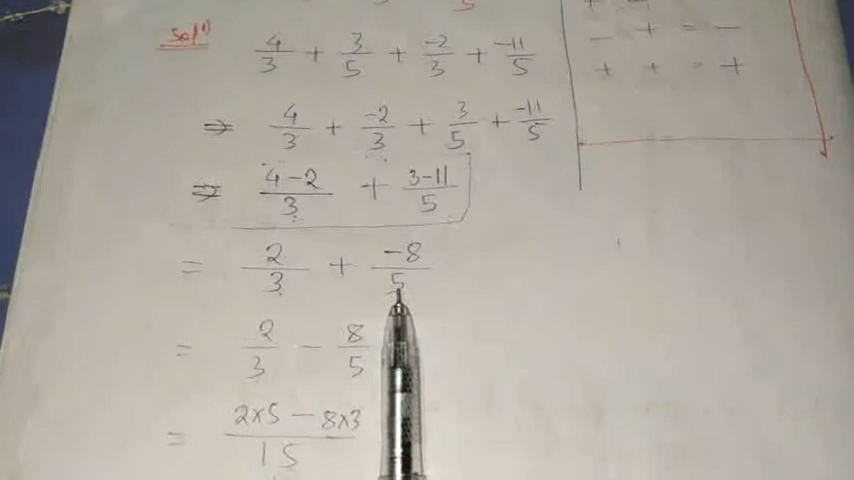 5
+ -
- + = -
+ + = +
Sol^n)
4/3 + 3/5 + -2/3 + -11/5
⇒ 4/3 + -2/3 + 3/5 + -11/5
⇒ 4-2/3 + 3-11/5
= 2/3 + -8/5
= 2/3 - 8/5
= 2×5 - 8×3/15